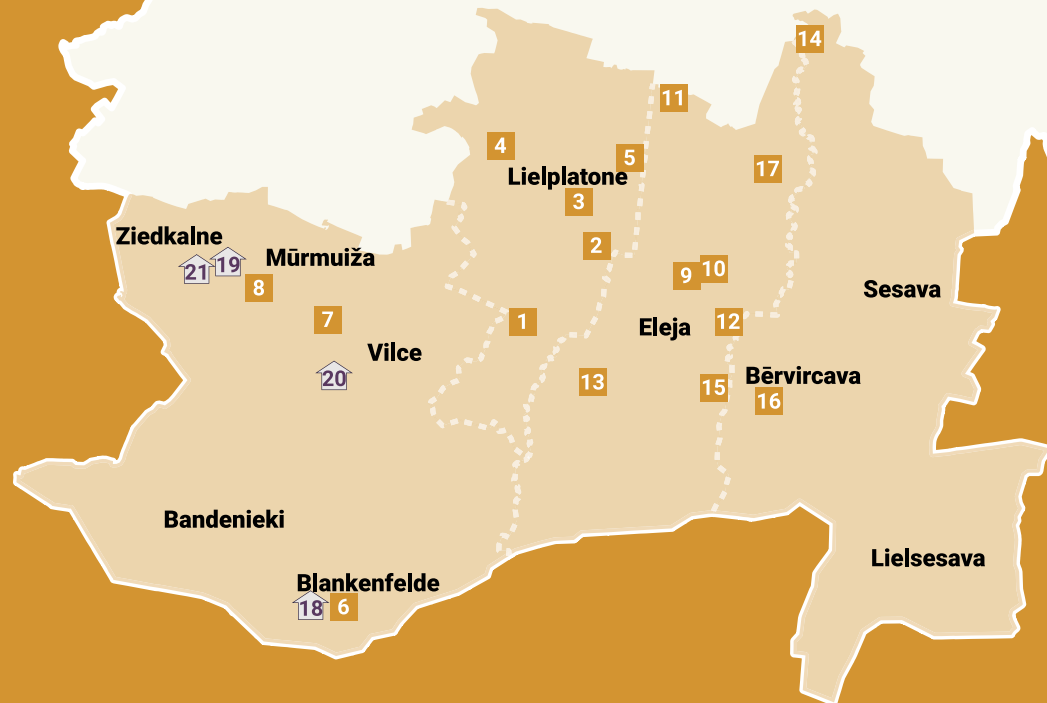 14
11
4
5
17
Lielplatone
3
Ziedkalne
2
Mūrmuiža
21
19
9
10
8
Sesava
7
1
12
Eleja
Vilce
20
13
15
Bērvircava
16
Bandenieki
Lielsesava
Blankenfelde
18
6